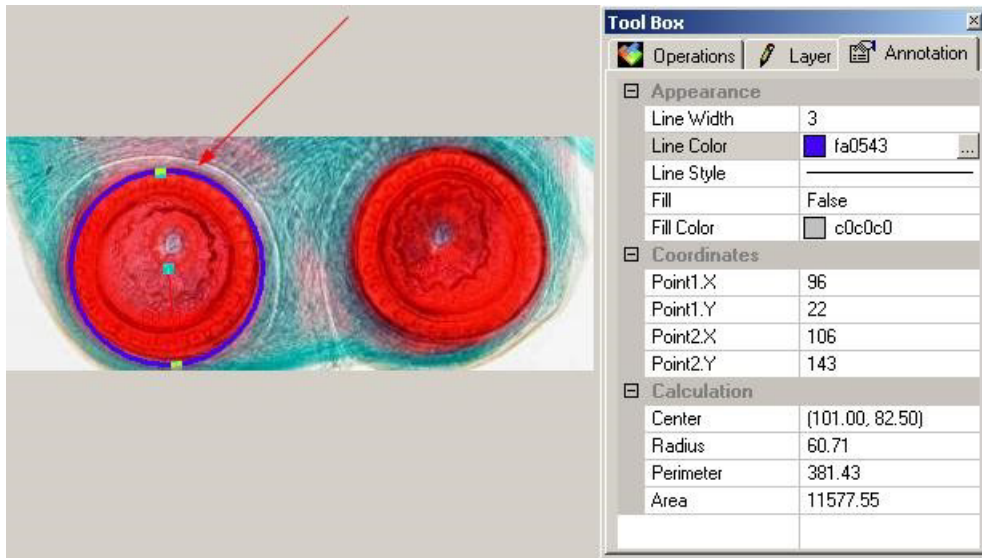 Tool Box
Operations Layer Annotation
Appearance
Line Width 3
Line Color fa0543 ...
Line Style
Fill False
Fill Color c0c0c0
Coordinates
Point1.X 96
Point1.Y 22
Point2.X 106
Point2.Y 143
Calculation
Center (101.00, 82.50)
Radius 60.71
Perimeter 381.43
Area 11577.55